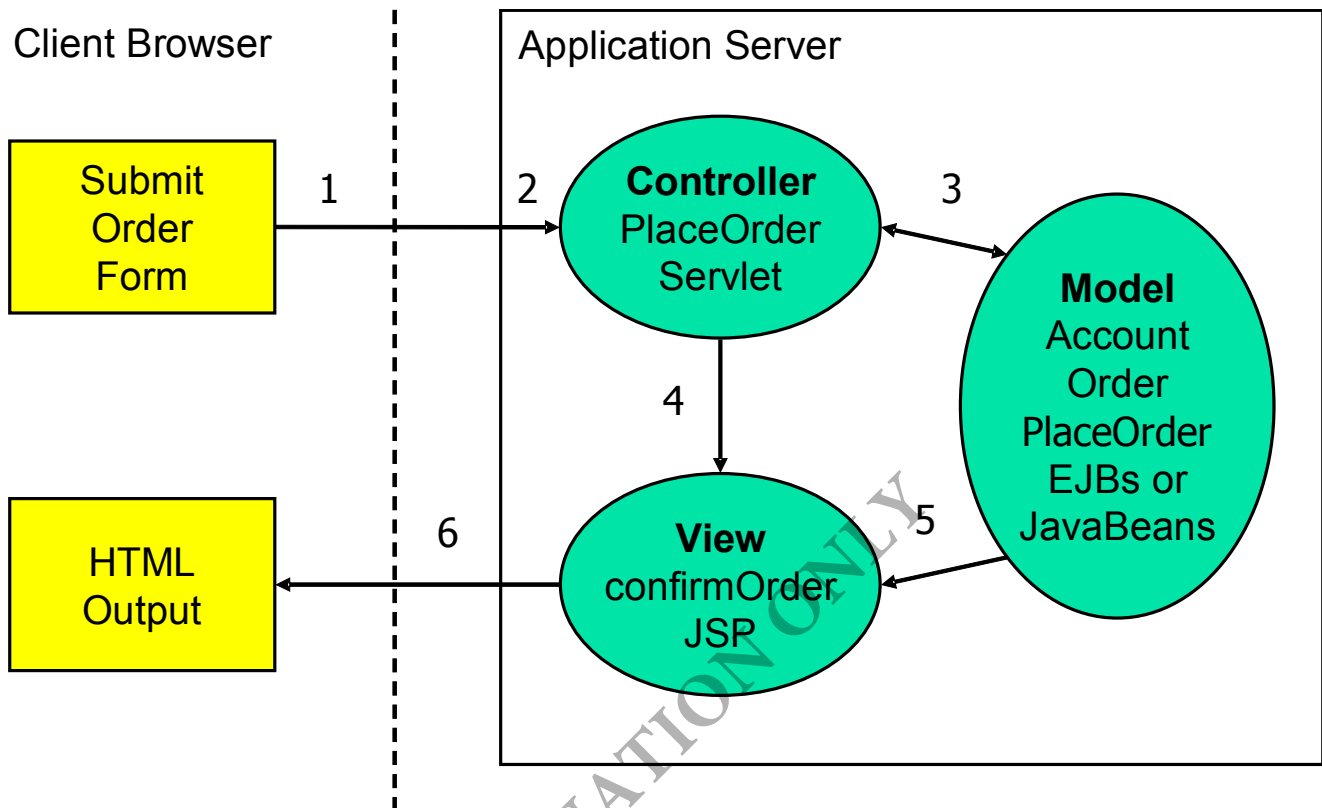 Client Browser
Application Server
Submit
Order
Form
1
2
Controller
PlaceOrder
Servlet
3
Model
Account
Order
PlaceOrder
EJBs or
JavaBeans
4
View
confirmOrder
JSP
5
6
HTML
Output
ONLY